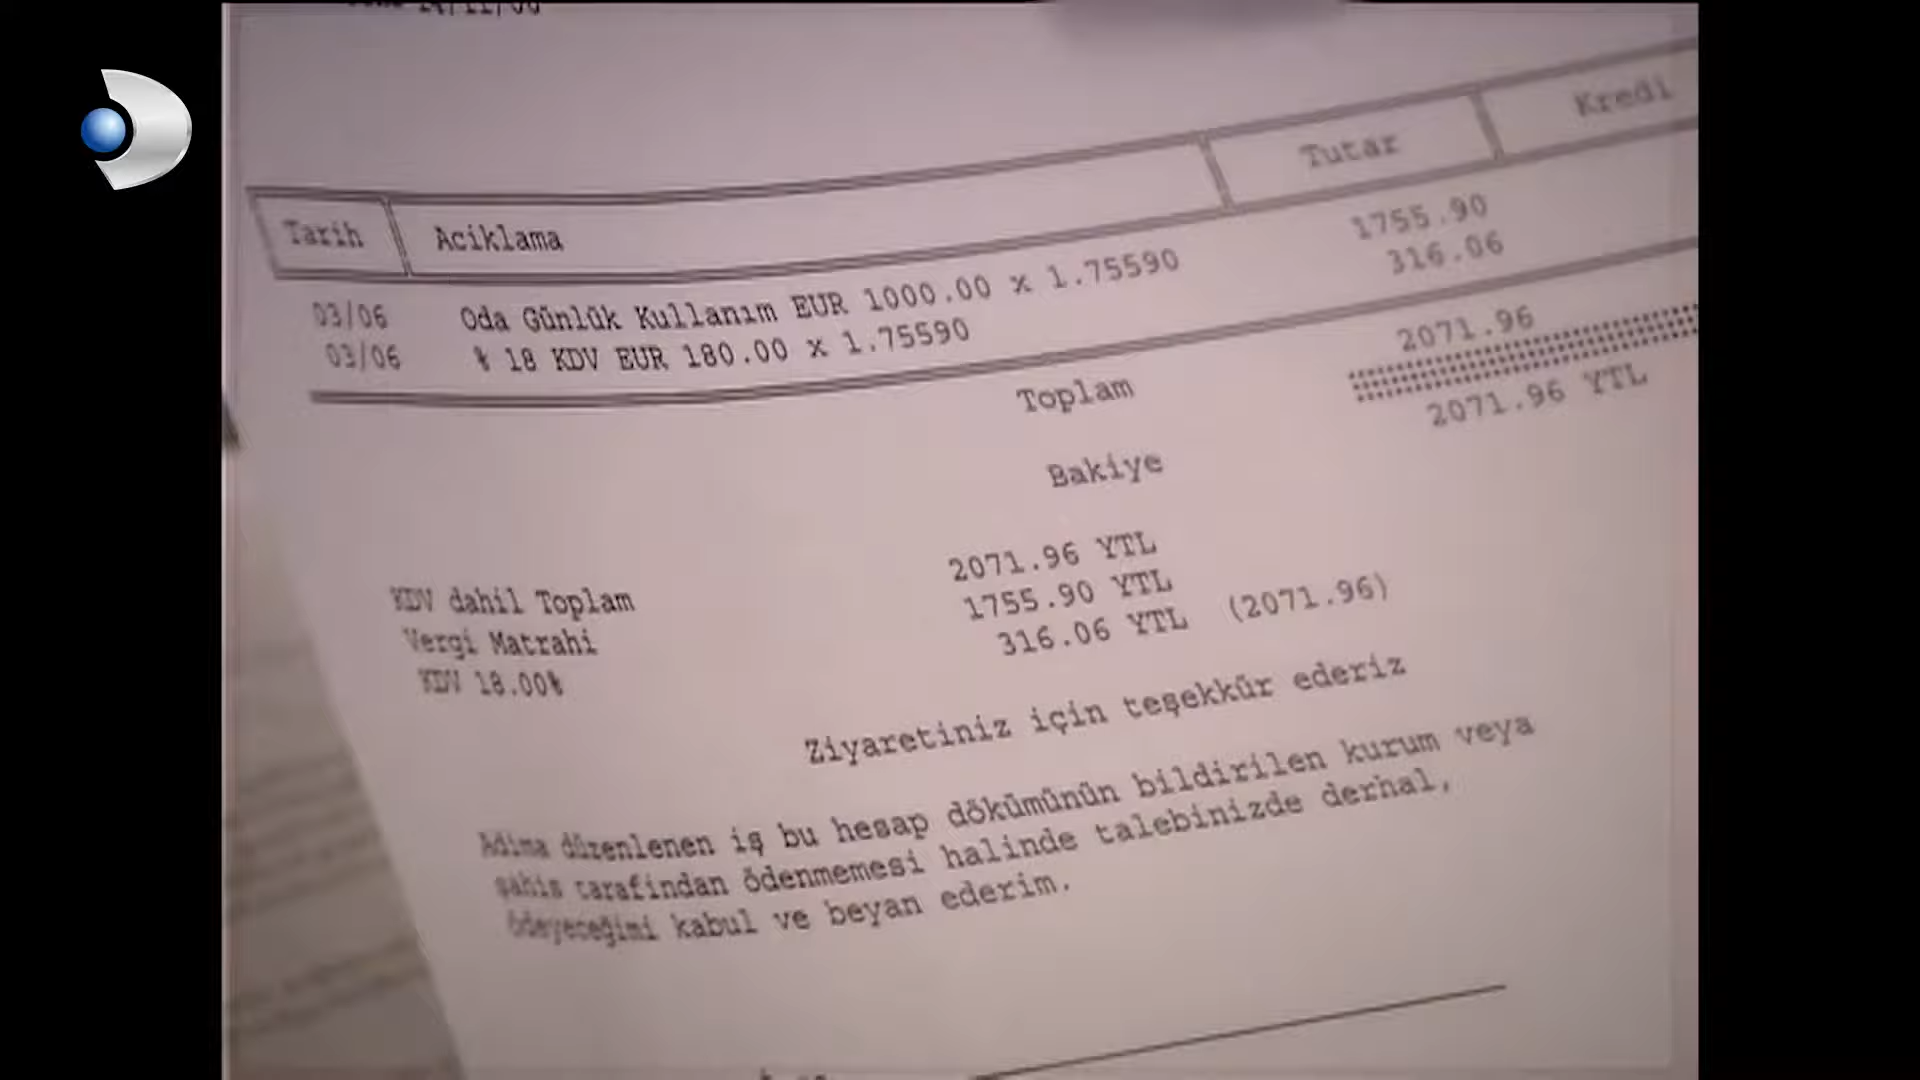 Tarih Aciklama Tutar Kredi
03/06 Oda Günlük Kullanım EUR 1000.00 x 1.75590 1755.90
03/06 % 18 KDV EUR 180.00 x 1.75590 316.06
Toplam 2071.96
Bakiye 2071.96 YTL
KDV dahil Toplam 2071.96 YTL
Vergi Matrahi 1755.90 YTL
KDV 18.00% 316.06 YTL (2071.96)
Ziyaretiniz için teşekkür ederiz
Adima düzenlenen iş bu hesap dökümünün bildirilen kurum veya
şahis tarafindan ödenmemesi halinde talebinizde derhal,
ödeyeceğimi kabul ve beyan ederim.